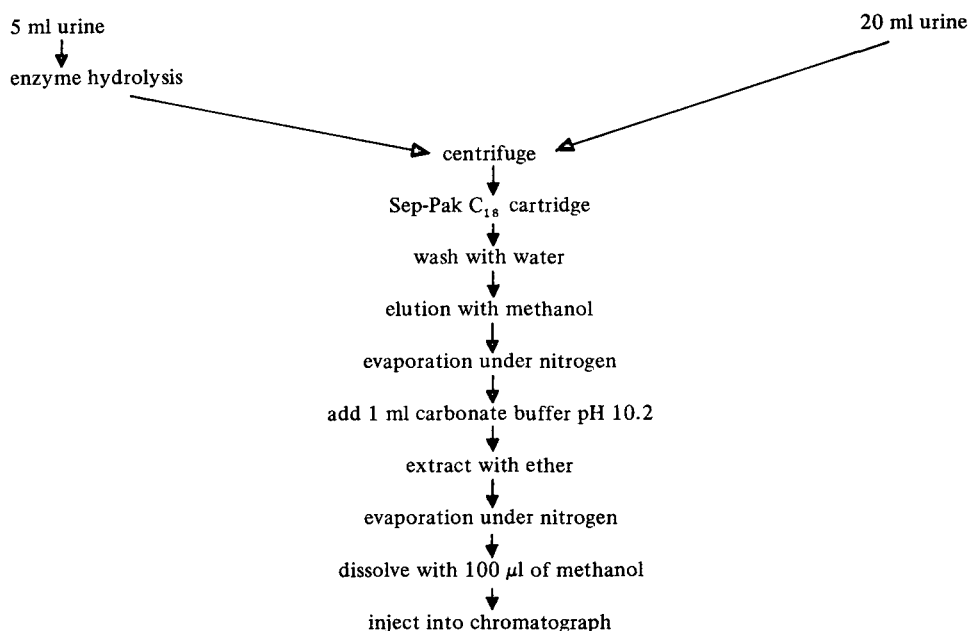 5 ml urine
20 ml urine
enzyme hydrolysis
centrifuge
Sep-Pak C₁₈ cartridge
wash with water
elution with methanol
evaporation under nitrogen
add 1 ml carbonate buffer pH 10.2
extract with ether
evaporation under nitrogen
dissolve with 100 μl of methanol
inject into chromatograph